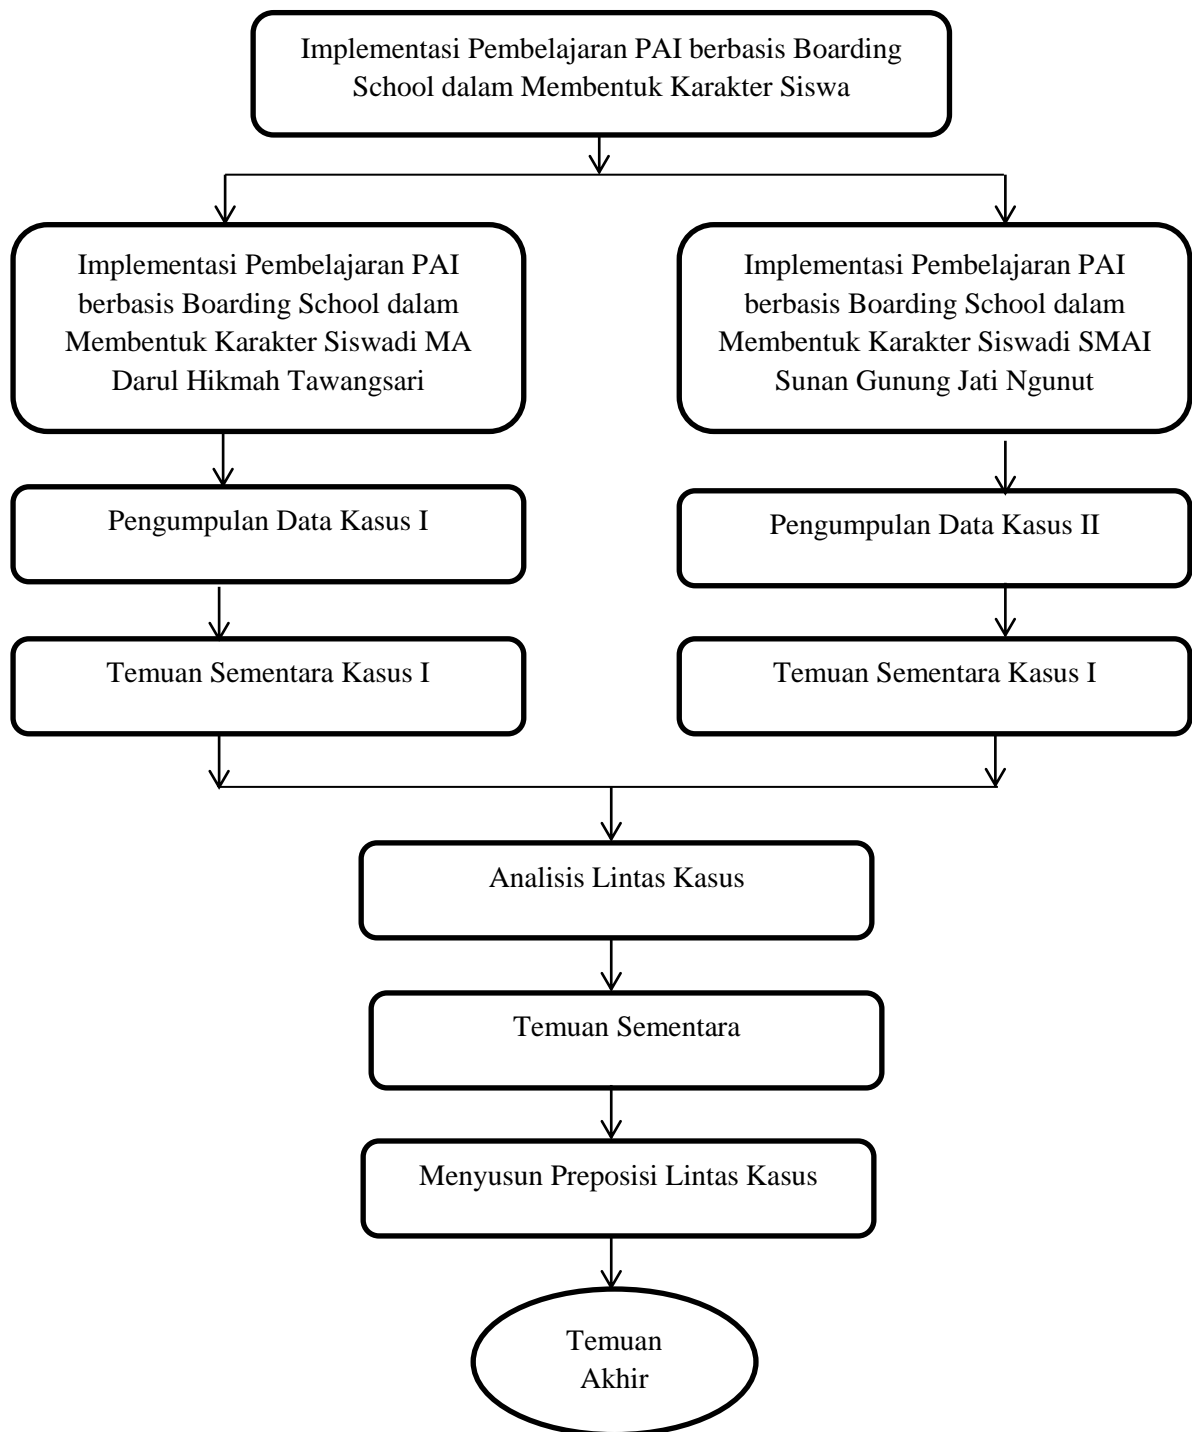 Implementasi Pembelajaran PAI berbasis Boarding
School dalam Membentuk Karakter Siswa
Implementasi Pembelajaran PAI
berbasis Boarding School dalam
Membentuk Karakter Siswadi MA
Darul Hikmah Tawangsari
Implementasi Pembelajaran PAI
berbasis Boarding School dalam
Membentuk Karakter Siswadi SMAI
Sunan Gunung Jati Ngunut
Pengumpulan Data Kasus I
Pengumpulan Data Kasus II
Temuan Sementara Kasus I
Temuan Sementara Kasus I
Analisis Lintas Kasus
Temuan Sementara
Menyusun Preposisi Lintas Kasus
Temuan
Akhir